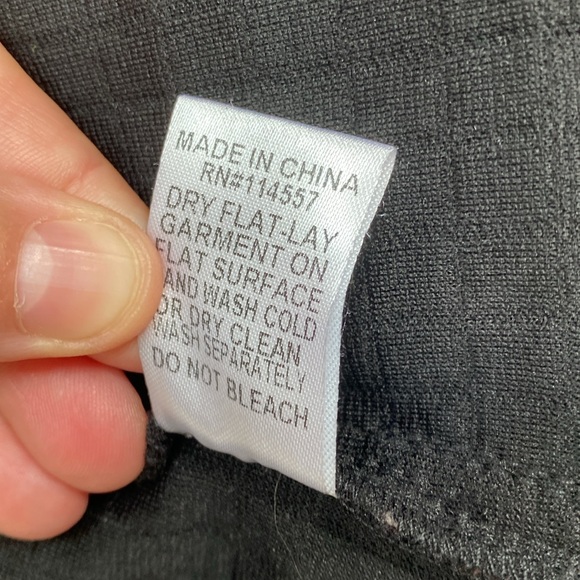 MADE IN CHINA
RN#114557
DRY FLAT-LAY
GARMENT ON
FLAT SURFACE
HAND WASH COLD
OR DRY CLEAN
WASH SEPARATELY
DO NOT BLEACH